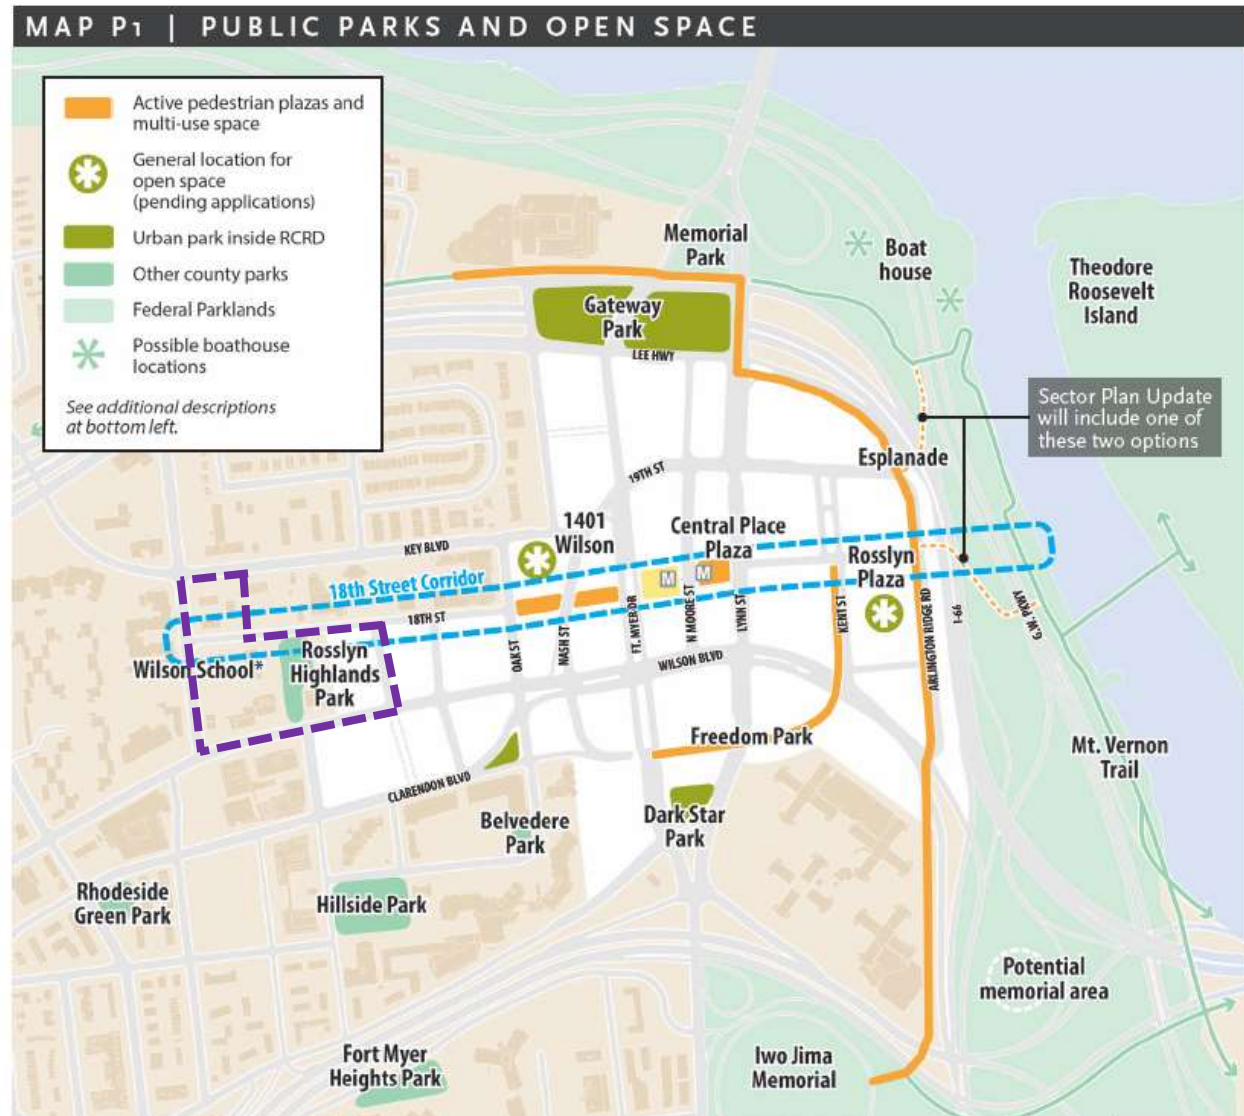 MAP P1 | PUBLIC PARKS AND OPEN SPACE
Active pedestrian plazas and
multi-use space
General location for
open space
(pending applications)
Urban park inside RCRD
Other county parks
Federal Parklands
Possible boathouse
locations
See additional descriptions
at bottom left.
Memorial
Park
Boat
house
Theodore
Roosevelt
Island
Gateway
Park
LEE HWY
Sector Plan Update
will include one of
these two options
Esplanade
19TH ST
1401
Wilson
Central Place
Plaza
KEY BLVD
Rosslyn
Plaza
18th Street Corridor
M
M
18TH ST
OAK ST
NASH ST
FT. MYER DR
N MOORE ST
LYNN ST
KENT ST
ARLINGTON RIDGE RD
I-66
G.W. PKWY
Wilson School*
Rosslyn
Highlands
Park
WILSON BLVD
Freedom Park
Mt. Vernon
Trail
CLARENDON BLVD
Belvedere
Park
Dark Star
Park
Rhodeside
Green Park
Hillside Park
Potential
memorial area
Fort Myer
Heights Park
Iwo Jima
Memorial